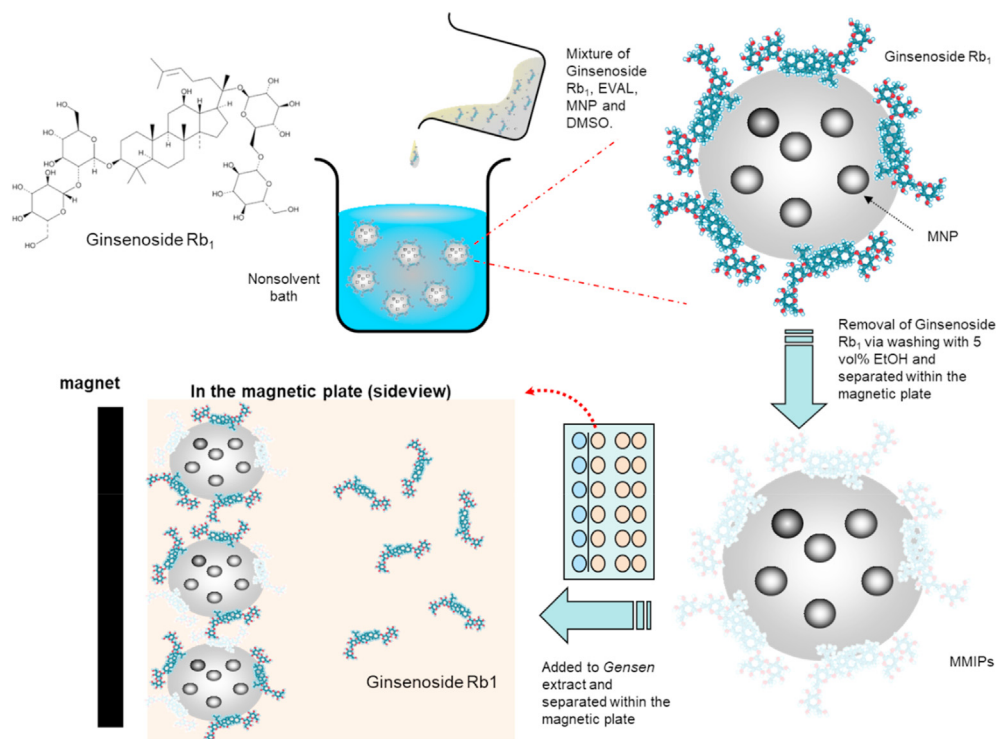 Mixture of
Ginsenoside
Rb1, EVAL,
MNP and
DMSO.
Ginsenoside Rb1
OH
HO
O
H
Ginsenoside Rb1
Nonsolvent
bath
MNP
Removal of Ginsenoside
Rb1 via washing with 5
vol% EtOH and
separated within the
magnetic plate
magnet
In the magnetic plate (sideview)
Ginsenoside Rb1
Added to Gensen
extract and
separated within the
magnetic plate
MMIPs